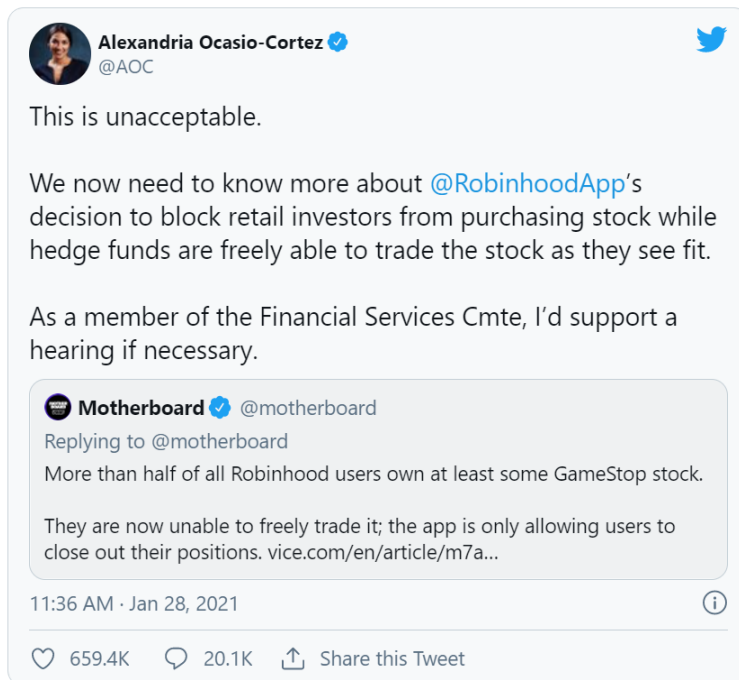 Alexandria Ocasio-Cortez
@AOC
This is unacceptable.
We now need to know more about @RobinhoodApp’s
decision to block retail investors from purchasing stock while
hedge funds are freely able to trade the stock as they see fit.
As a member of the Financial Services Cmte, I’d support a
hearing if necessary.
Motherboard @motherboard
Replying to @motherboard
More than half of all Robinhood users own at least some GameStop stock.
They are now unable to freely trade it; the app is only allowing users to
close out their positions. vice.com/en/article/m7a...
11:36 AM · Jan 28, 2021
659.4K 20.1K Share this Tweet